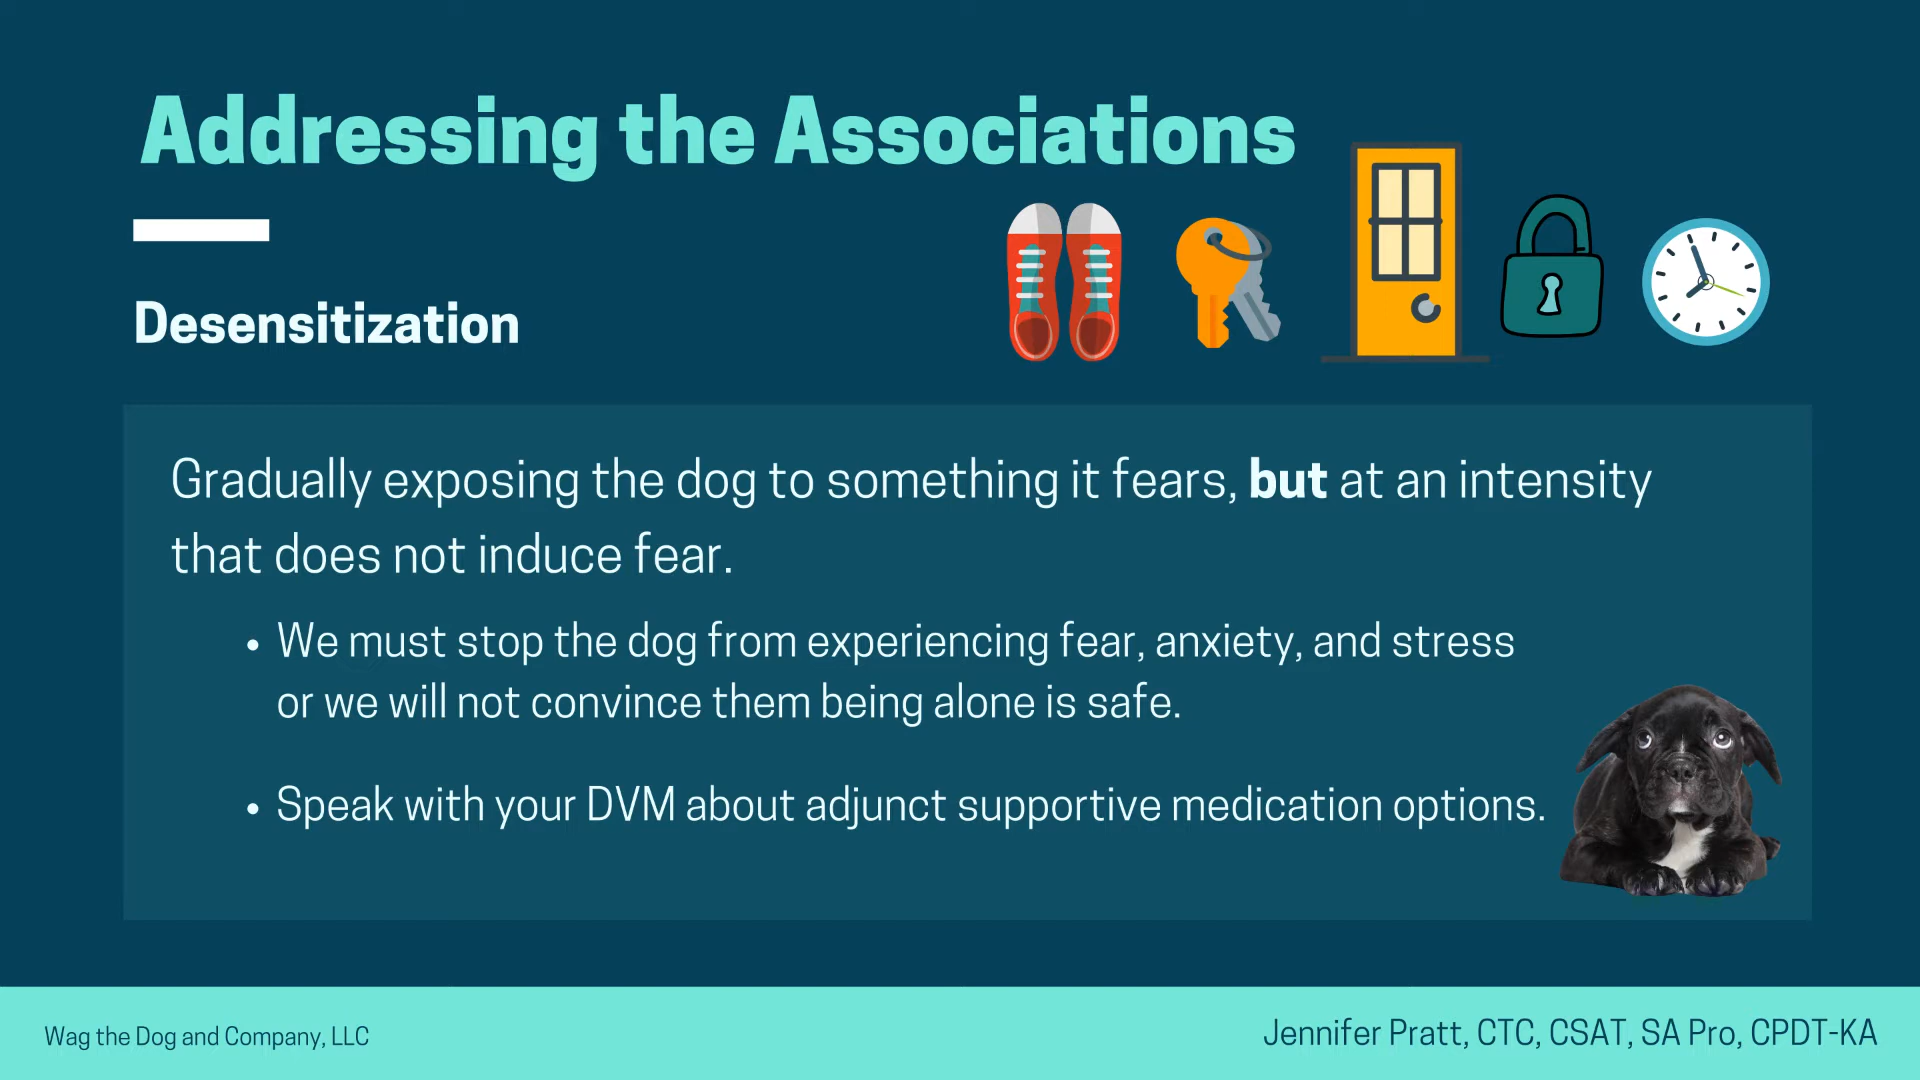 Addressing the Associations
Desensitization
Gradually exposing the dog to something it fears, but at an intensity
that does not induce fear.
• We must stop the dog from experiencing fear, anxiety, and stress
or we will not convince them being alone is safe.
• Speak with your DVM about adjunct supportive medication options.
Wag the Dog and Company, LLC
Jennifer Pratt, CTC, CSAT, SA Pro, CPDT-KA